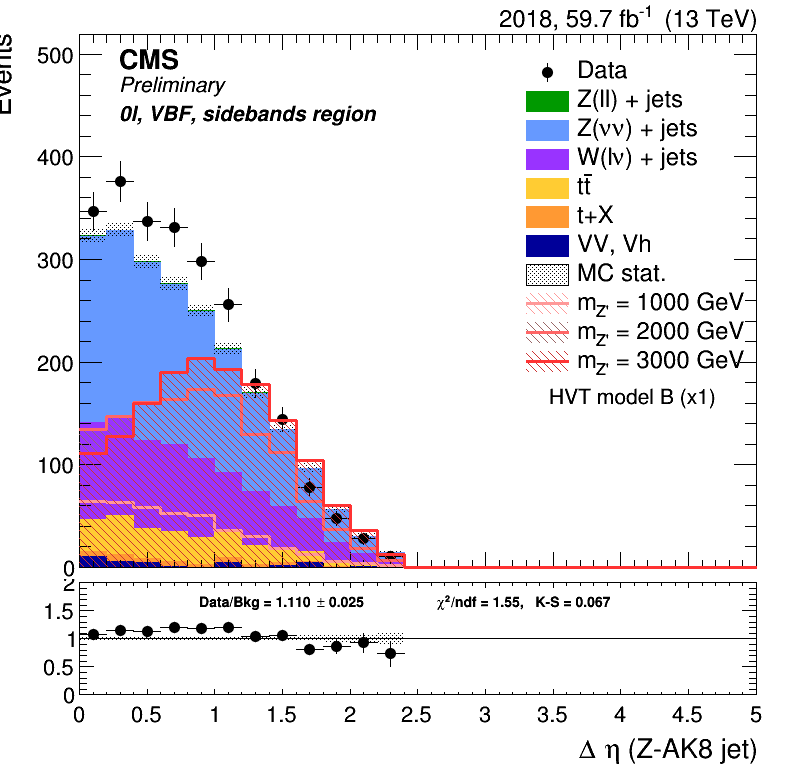 2018, 59.7 fb⁻¹ (13 TeV)
Events
CMS
Preliminary
0l, VBF, sidebands region
Data
Z(ll) + jets
Z(νν) + jets
W(lν) + jets
tt̄
t+X
VV, Vh
MC stat.
m_Z' = 1000 GeV
m_Z' = 2000 GeV
m_Z' = 3000 GeV
HVT model B (x1)
500
400
300
200
100
0
Data/Bkg = 1.110 ± 0.025
χ²/ndf = 1.55, K-S = 0.067
2
1.5
1
0.5
0
0 0.5 1 1.5 2 2.5 3 3.5 4 4.5 5
Δ η (Z-AK8 jet)